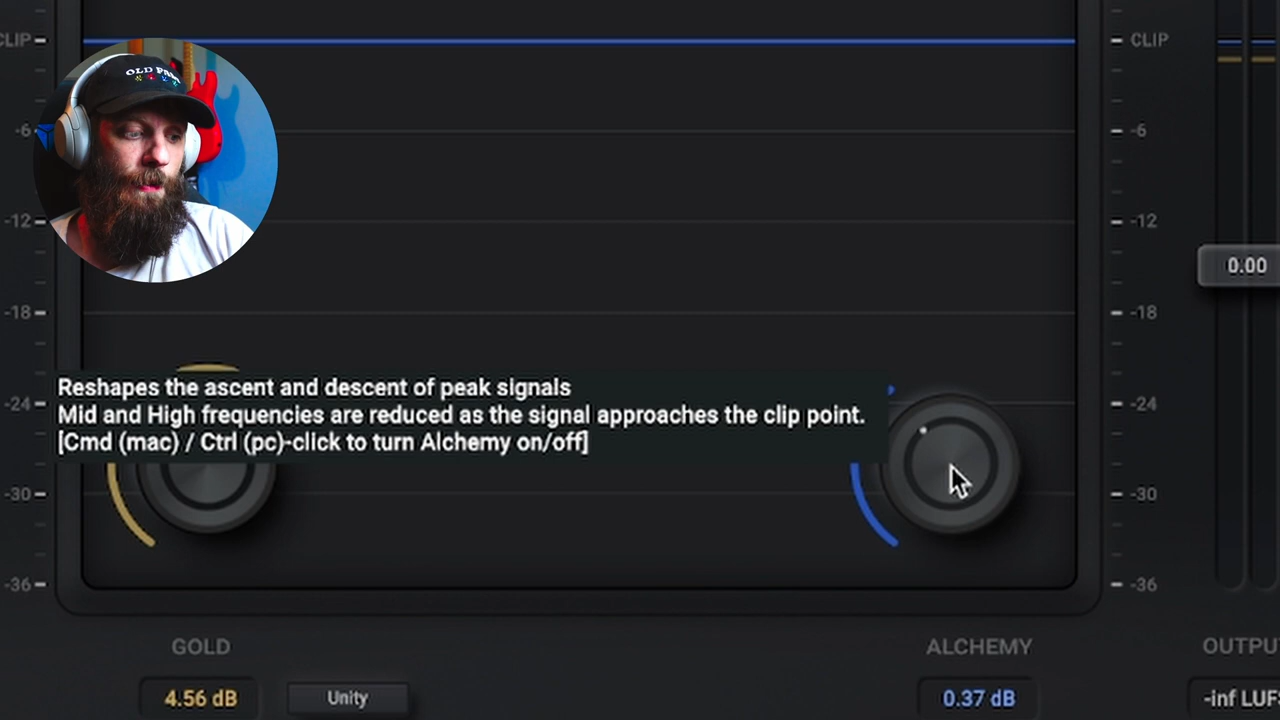 CLIP
CLIP
OLD
-6
-6
-12
-12
0.00
-18
-18
Reshapes the ascent and descent of peak signals
Mid and High frequencies are reduced as the signal approaches the clip point.
[Cmd (mac) / Ctrl (pc)-click to turn Alchemy on/off]
-24
-24
-30
-30
-36
-36
GOLD
ALCHEMY
OUTPU
4.56 dB
Unity
0.37 dB
-inf LUFS